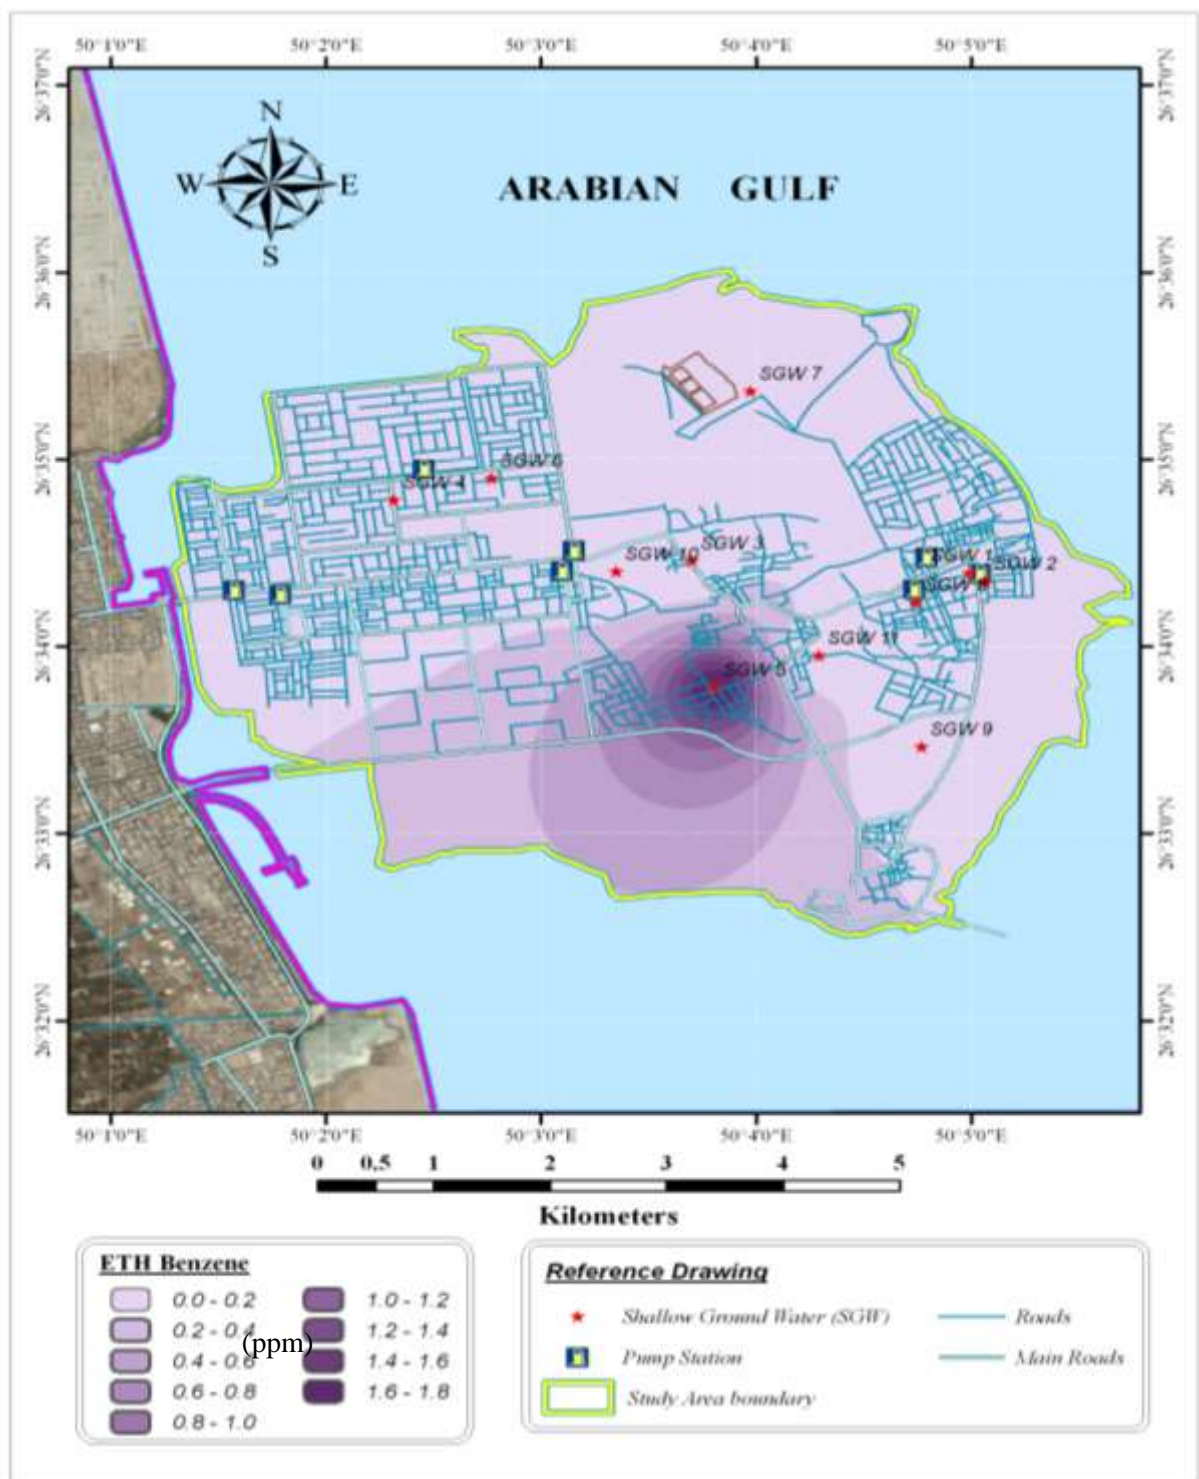 50°1'0"E 50°2'0"E 50°3'0"E 50°4'0"E 50°5'0"E
26°37'0"N 26°37'0"N
N
W E
S
ARABIAN GULF
26°36'0"N 26°36'0"N
SGW 7
26°35'0"N 26°35'0"N
SGW 6
SGW 4
SGW 10 SGW 3
SGW 1
SGW 2
26°34'0"N 26°34'0"N
SGW 11
SGW 5
SGW 9
26°33'0"N 26°33'0"N
26°32'0"N 26°32'0"N
50°1'0"E 50°2'0"E 50°3'0"E 50°4'0"E 50°5'0"E
0 0.5 1 2 3 4 5
Kilometers
ETH Benzene
0.0 - 0.2
0.2 - 0.4
(ppm)
0.4 - 0.6
0.6 - 0.8
0.8 - 1.0
1.0 - 1.2
1.2 - 1.4
1.4 - 1.6
1.6 - 1.8
Reference Drawing
Shallow Ground Water (SGW)
Pump Station
Study Area boundary
Roads
Main Roads